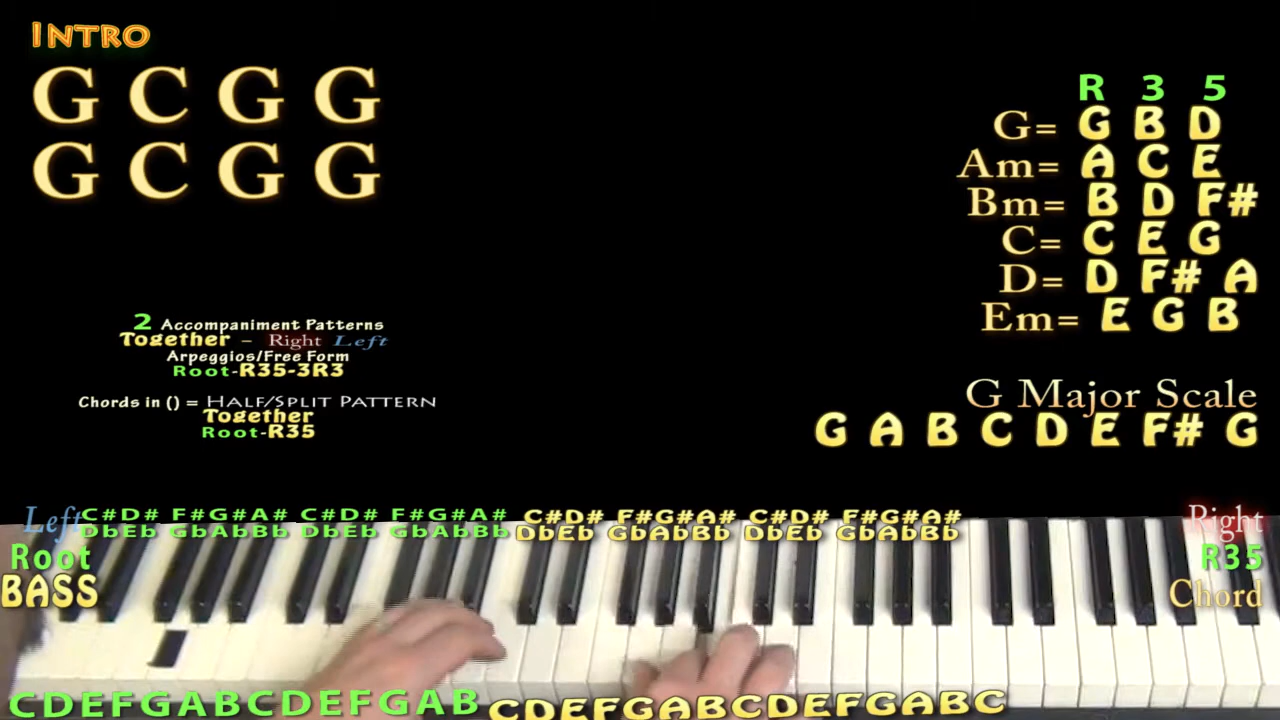 INTRO
G C G G
G C G G
R 3 5
G= G B D
Am= A C E
Bm= B D F#
C= C E G
D= D F# A
Em= E G B
2 Accompaniment Patterns
Together – Right Left
Arpeggios/Free Form
Root-R35-3R3
Chords in () = HALF/SPLIT PATTERN
Together
Root-R35
G Major Scale
G A B C D E F# G
Left C#D# F#G#A# C#D# F#G#A# C#D# F#G#A# C#D# F#G#A# Right
DbEb GbAbBb DbEb GbAbBb DbEb GbAbBb DbEb GbAbBb
Root R35
BASS Chord
CDEFGABCDEFGAB CDEFGABCDEFGABC